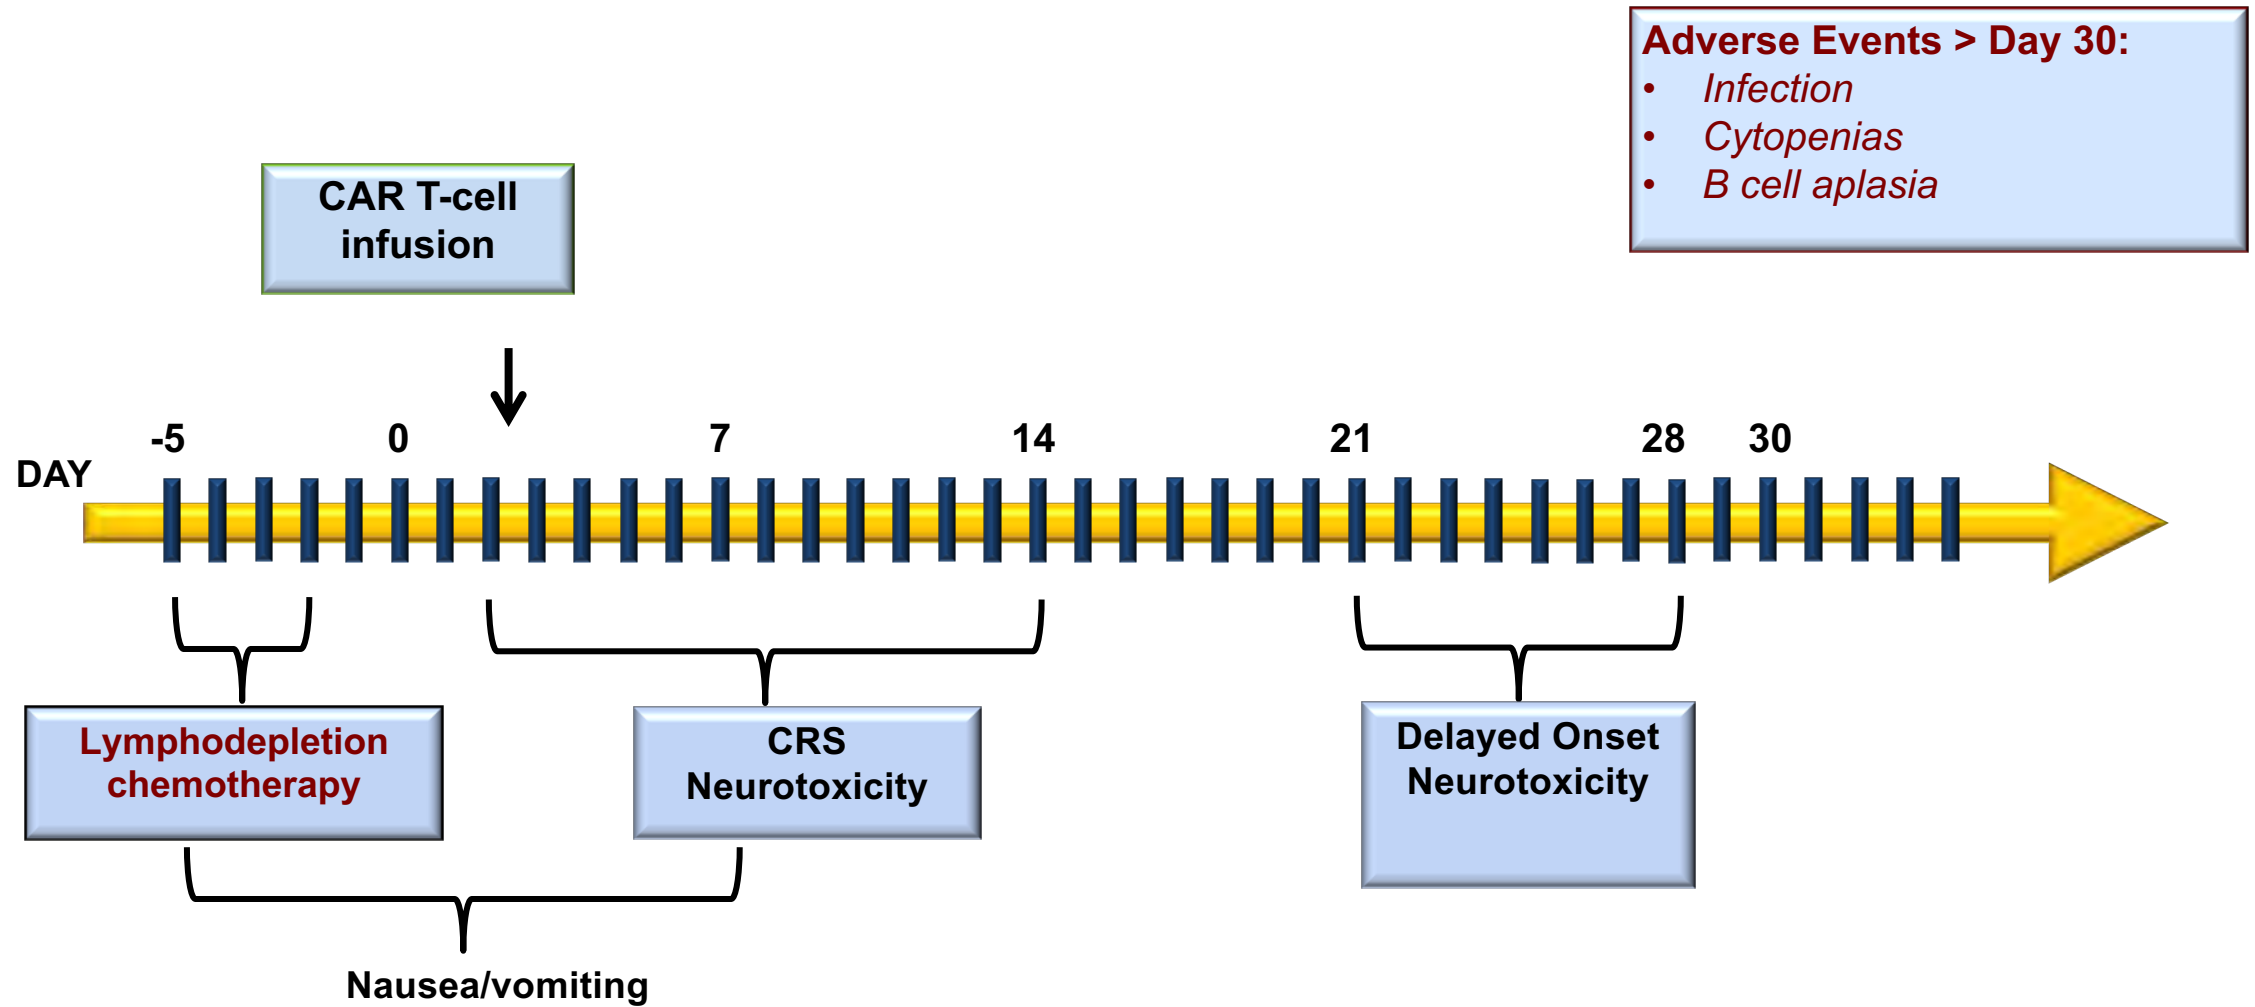 Adverse Events > Day 30:
• Infection
• Cytopenias
• B cell aplasia
CAR T-cell
infusion
-5 0 7 14 21 28 30
DAY
Lymphodepletion
chemotherapy
CRS
Neurotoxicity
Delayed Onset
Neurotoxicity
Nausea/vomiting